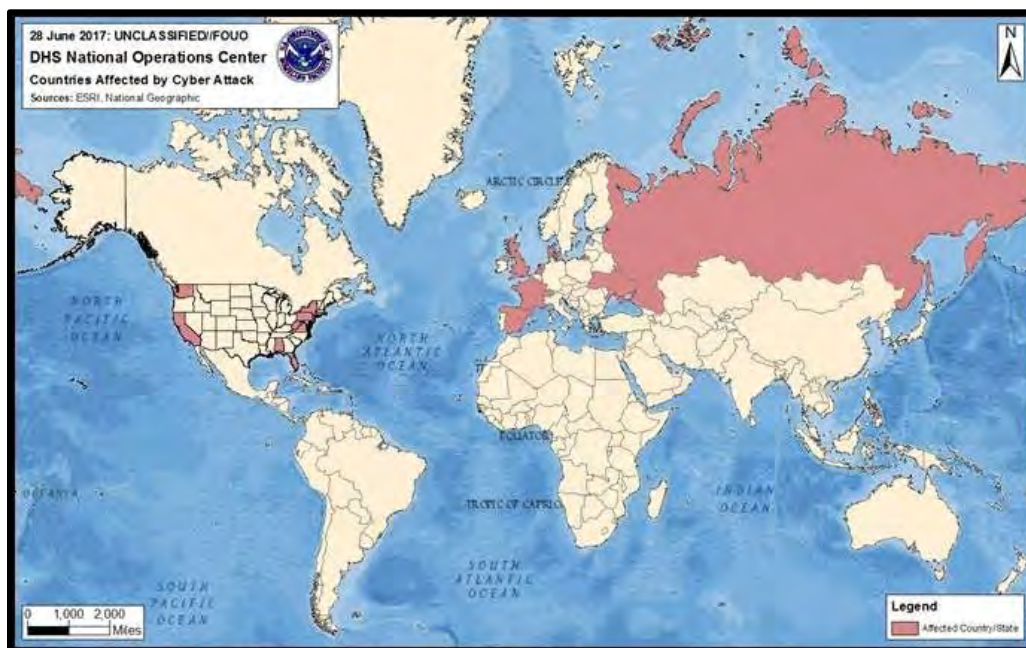 28 June 2017: UNCLASSIFIED/FOUO
DHS National Operations Center
Countries Affected by Cyber Attack
Sources: ESRI, National Geographic
N
ARCTIC CIRCLE
NORTH
PACIFIC
OCEAN
NORTH
ATLANTIC
OCEAN
EQUATOR
OCEANIA
TROPIC OF CAPRIC
INDIAN
OCEAN
SOUTH
PACIFIC
OCEAN
SOUTH
ATLANTIC
OCEAN
0 1,000 2,000
Miles
Legend
Affected Country/State